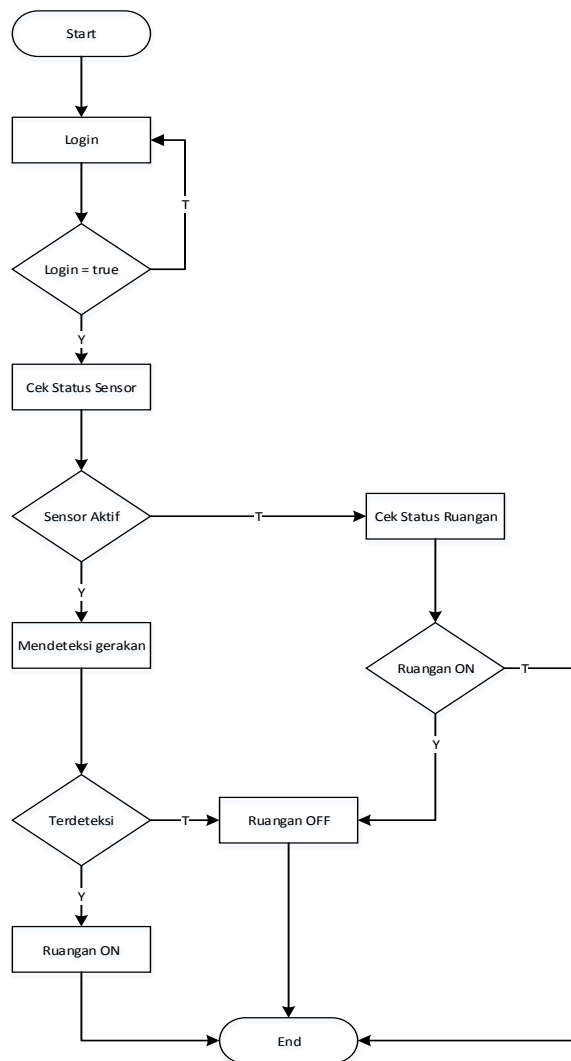 Start
Login
T
Login = true
Y
Cek Status Sensor
Sensor Aktif
T
Cek Status Ruangan
Y
Mendeteksi gerakan
Ruangan ON
T
Y
Terdeteksi
T
Ruangan OFF
Y
Ruangan ON
End